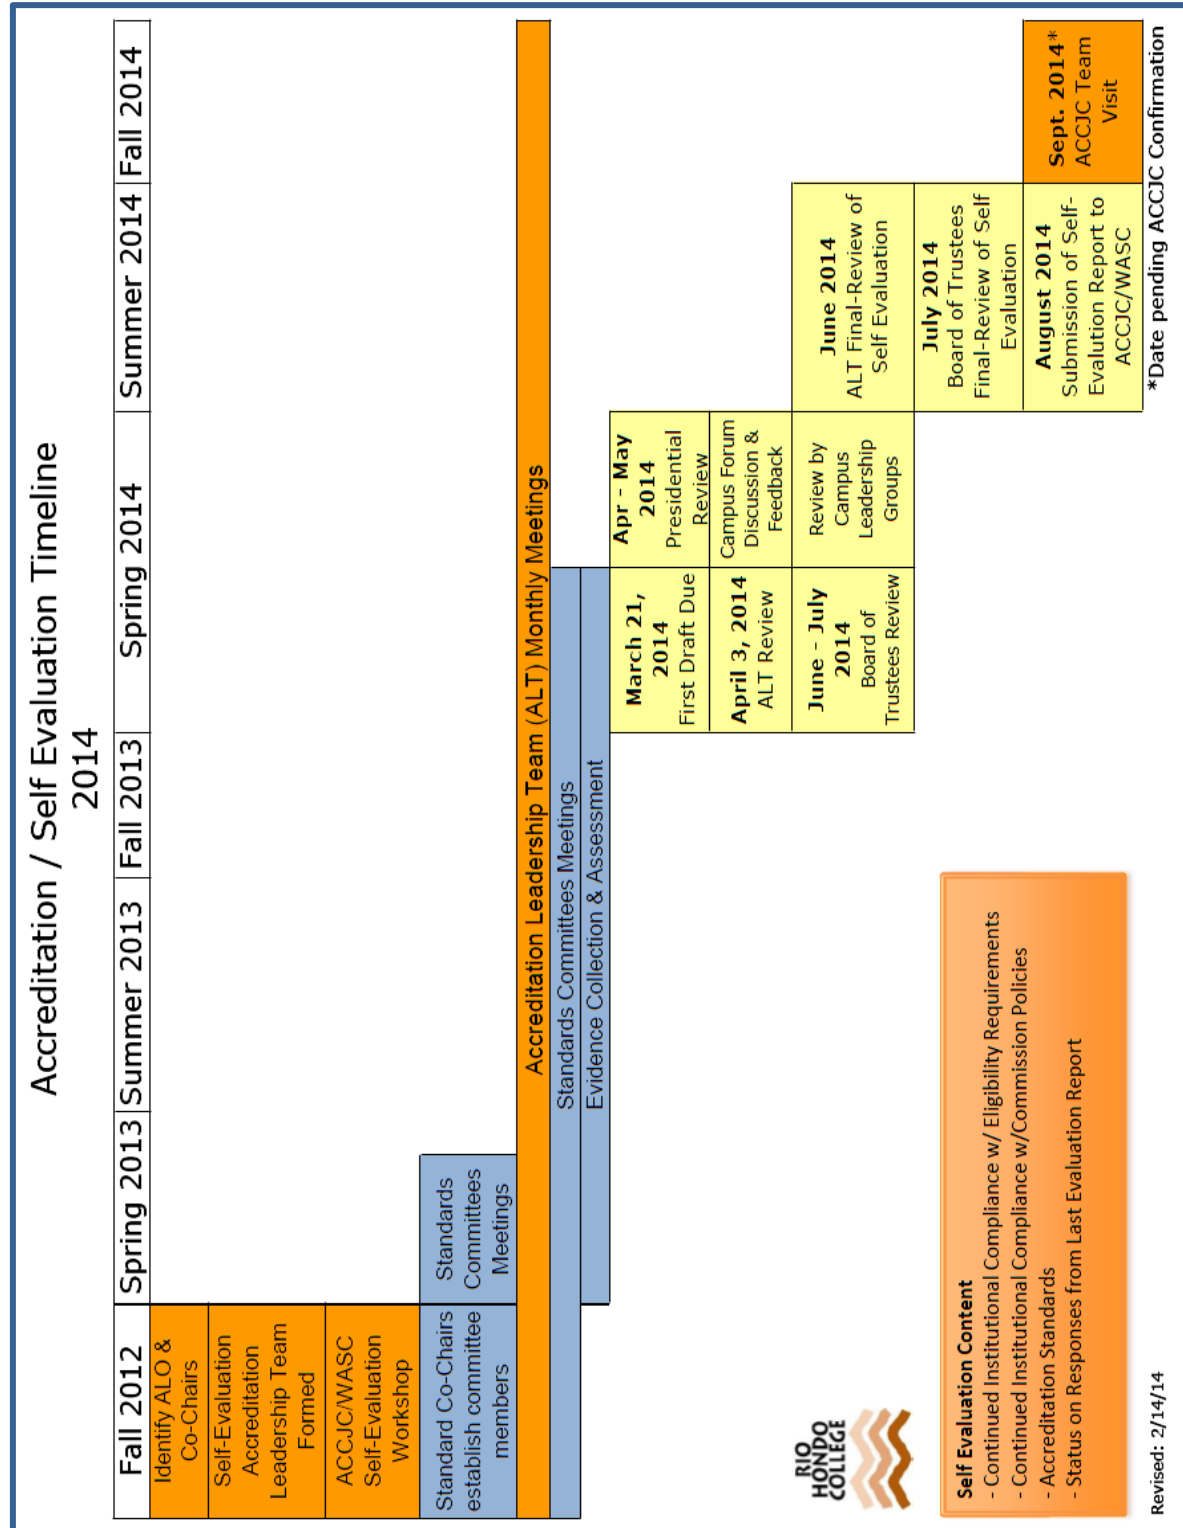 Accreditation / Self Evaluation Timeline
2014
Fall 2012
Spring 2013
Summer 2013
Fall 2013
Spring 2014
Summer 2014
Fall 2014
Identify ALO &
Co-Chairs
Self-Evaluation
Accreditation
Leadership Team
Formed
ACCJC/WASC
Self-Evaluation
Workshop
Standard Co-Chairs
establish committee
members
Standards
Committees
Meetings
Accreditation Leadership Team (ALT) Monthly Meetings
Standards Committees Meetings
Evidence Collection & Assessment
March 21,
2014
First Draft Due
Apr - May
2014
Presidential
Review
April 3, 2014
ALT Review
Campus Forum
Discussion &
Feedback
June - July
2014
Board of
Trustees Review
Review by
Campus
Leadership
Groups
June 2014
ALT Final-Review of
Self Evaluation
July 2014
Board of Trustees
Final-Review of Self
Evaluation
August 2014
Submission of Self-
Evalution Report to
ACCJC/WASC
Sept. 2014*
ACCJC Team
Visit
*Date pending ACCJC Confirmation
RIO
HONDO
COLLEGE
Self Evaluation Content
- Continued Institutional Compliance w/ Eligibility Requirements
- Continued Institutional Compliance w/Commission Policies
- Accreditation Standards
- Status on Responses from Last Evaluation Report
Revised: 2/14/14